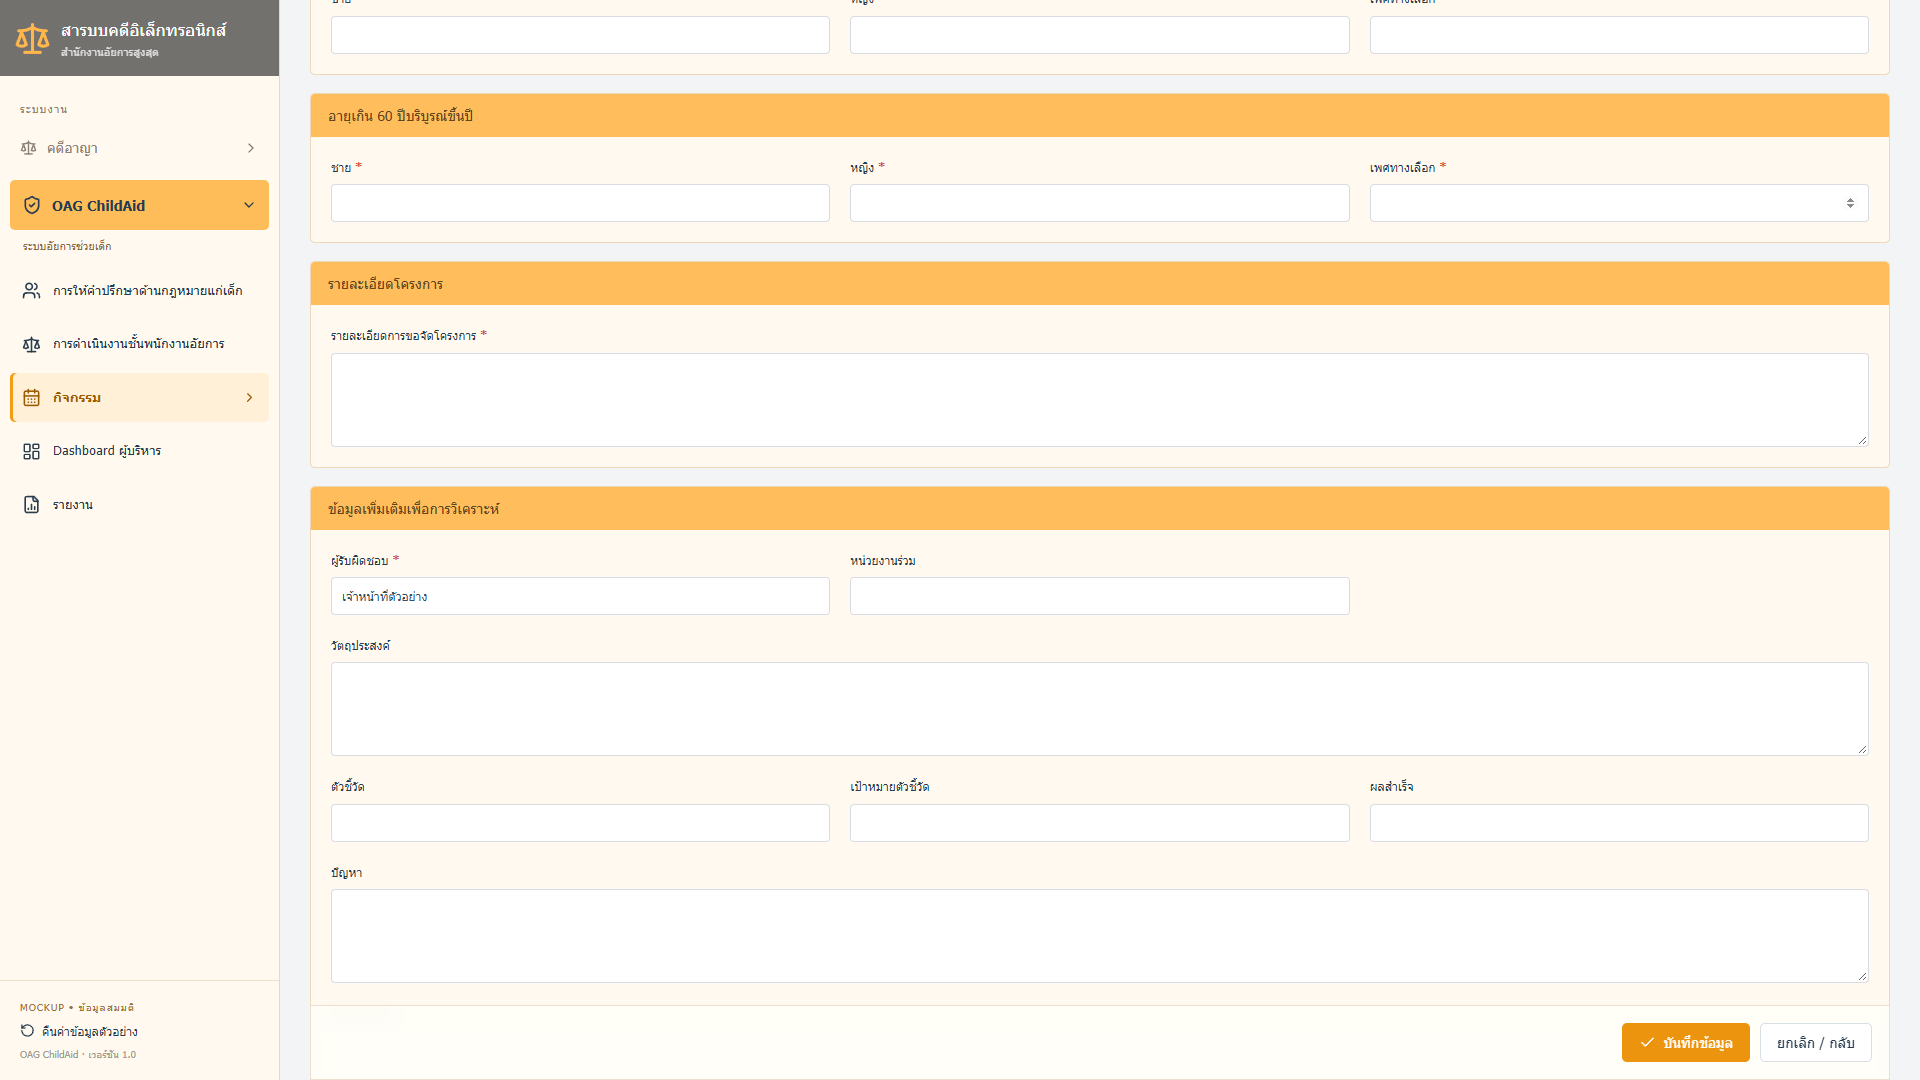 สารบบคดีอิเล็กทรอนิกส์
สำนักงานอัยการสูงสุด
ระบบงาน
คดีอาญา
OAG ChildAid
ระบบอัยการช่วยเด็ก
การให้คำปรึกษาด้านกฎหมายแก่เด็ก
การดำเนินงานชั้นพนักงานอัยการ
กิจกรรม
Dashboard ผู้บริหาร
รายงาน
MOCKUP • ข้อมูลสมมติ
คืนค่าข้อมูลตัวอย่าง
OAG ChildAid · เวอร์ชัน 1.0
ชาย หญิง เพศทางเลือก
อายุเกิน 60 ปีบริบูรณ์ขึ้นปี
ชาย * หญิง * เพศทางเลือก *
รายละเอียดโครงการ
รายละเอียดการขอจัดโครงการ *
ข้อมูลเพิ่มเติมเพื่อการวิเคราะห์
ผู้รับผิดชอบ * หน่วยงานร่วม
เจ้าหน้าที่ตัวอย่าง
วัตถุประสงค์
ตัวชี้วัด เป้าหมายตัวชี้วัด ผลสำเร็จ
ปัญหา
บันทึกข้อมูล ยกเลิก / กลับ